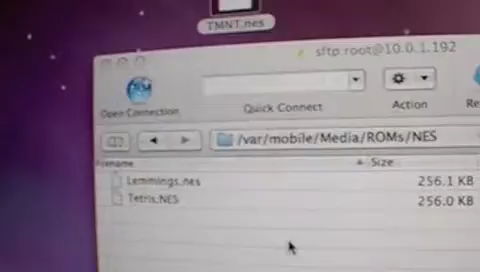 TMNT.nes
sftp.root@10.0.1.192
Open Connection
Quick Connect
Action
/var/mobile/Media/ROMs/NES
Filename
Size
Lemmings.nes 256.1 KB
Tetris.NES 256.0 KB